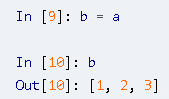 In [9]: b = a
In [10]: b
Out[10]: [1, 2, 3]